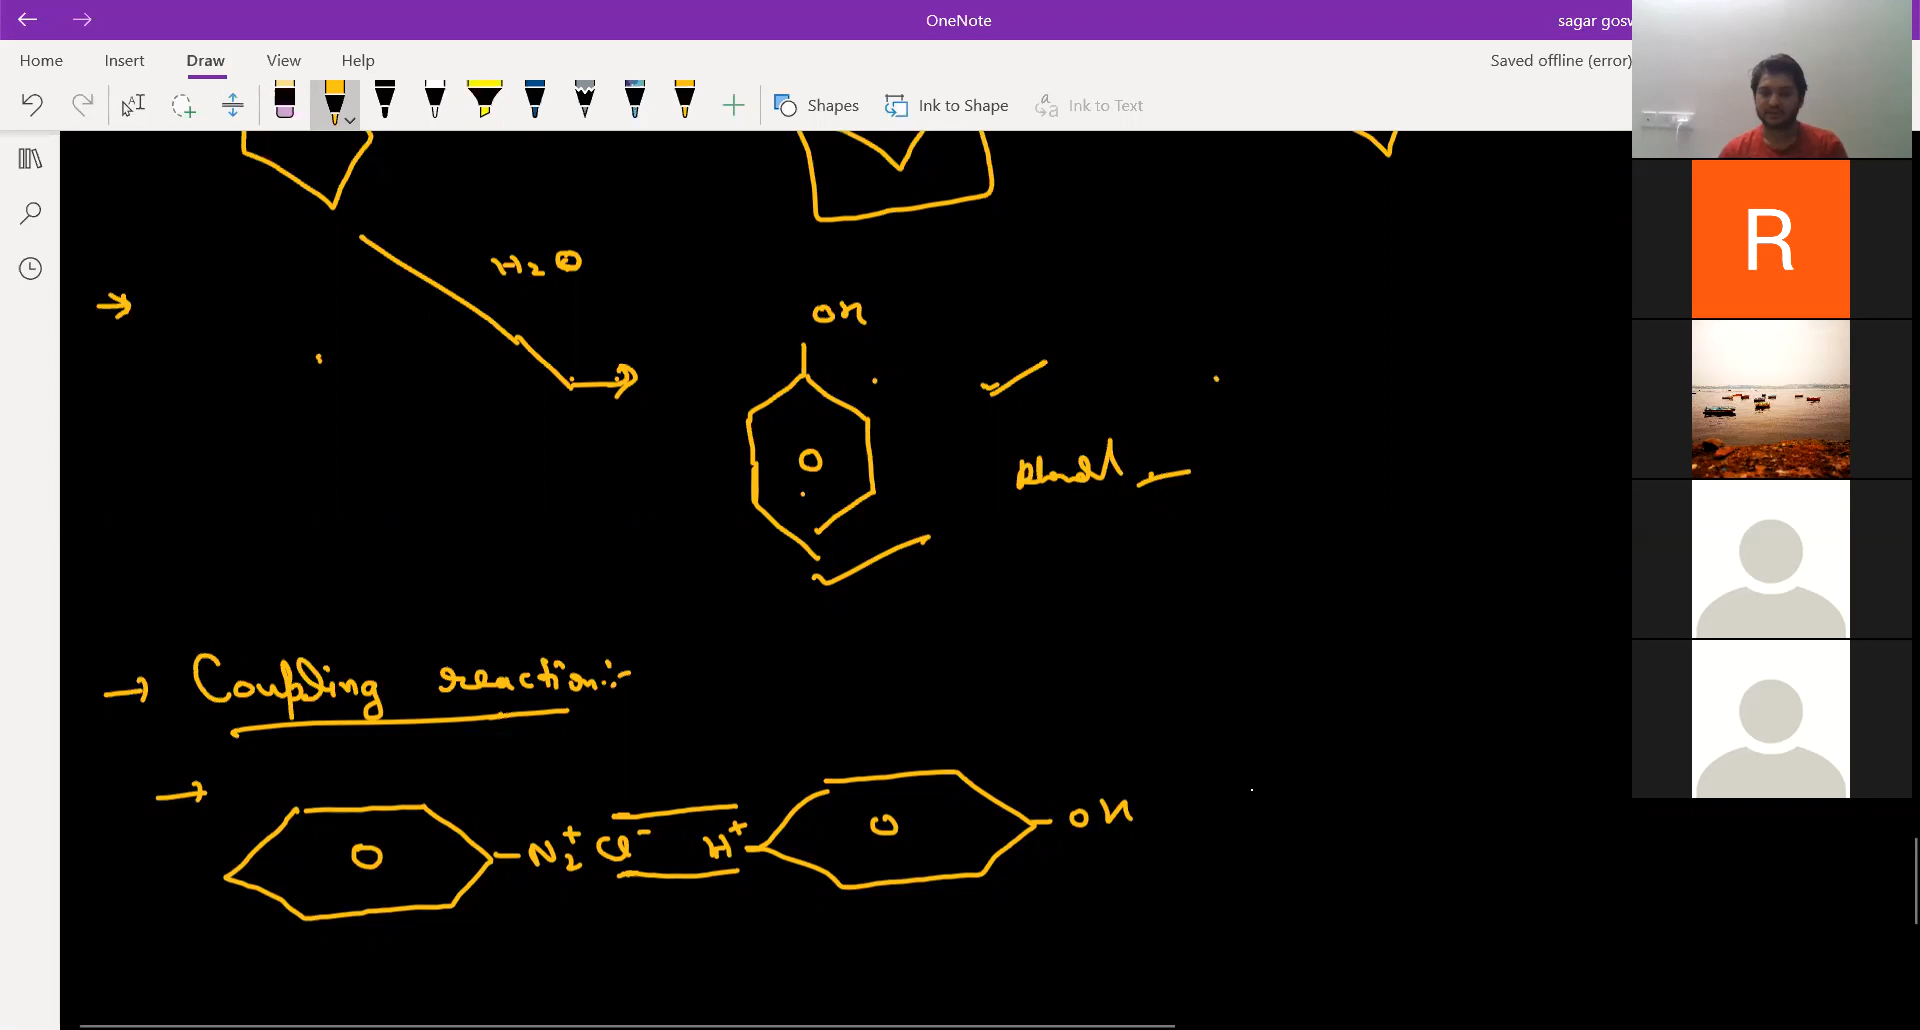 OneNote
sagar gosw
Home Insert Draw View Help
Saved offline (error)
Shapes Ink to Shape Ink to Text
R
H₂O
OH
→ Coupling reaction:-
→
N₂⁺ Cl⁻ H⁺ OH